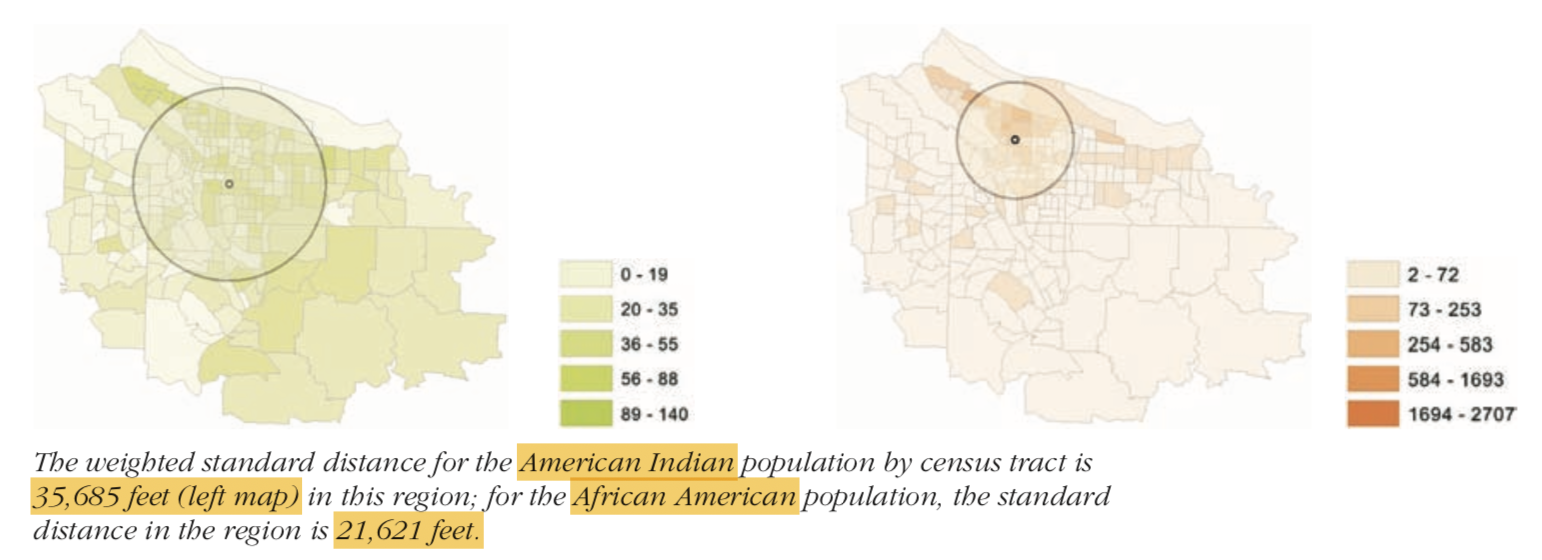 0 - 19
20 - 35
36 - 55
56 - 88
89 - 140
2 - 72
73 - 253
254 - 583
584 - 1693
1694 - 2707
The weighted standard distance for the American Indian population by census tract is
35,685 feet (left map) in this region; for the African American population, the standard
distance in the region is 21,621 feet.